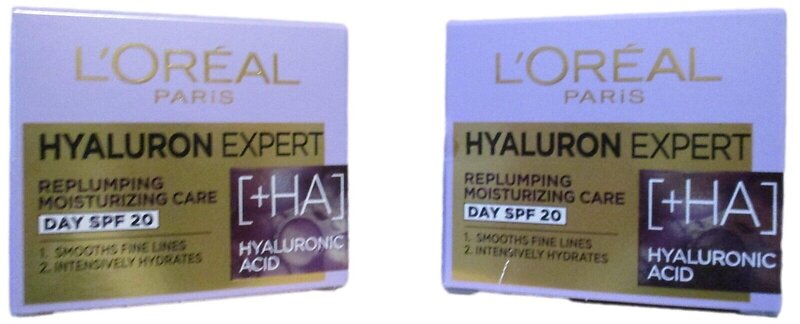 L'ORÉAL
PARIS
HYALURON EXPERT
REPLUMPING
MOISTURIZING CARE
DAY SPF 20
1. SMOOTHS FINE LINES
2. INTENSIVELY HYDRATES
[+HA]
HYALURONIC
ACID
L'ORÉAL
PARIS
HYALURON EXPERT
REPLUMPING
MOISTURIZING CARE
DAY SPF 20
1. SMOOTHS FINE LINES
2. INTENSIVELY HYDRATES
[+HA]
HYALURONIC
ACID